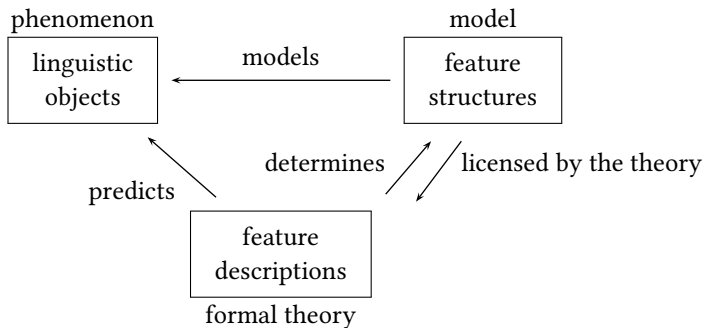 phenomenon
model
linguistic
objects
models
feature
structures
predicts
determines
licensed by the theory
feature
descriptions
formal theory